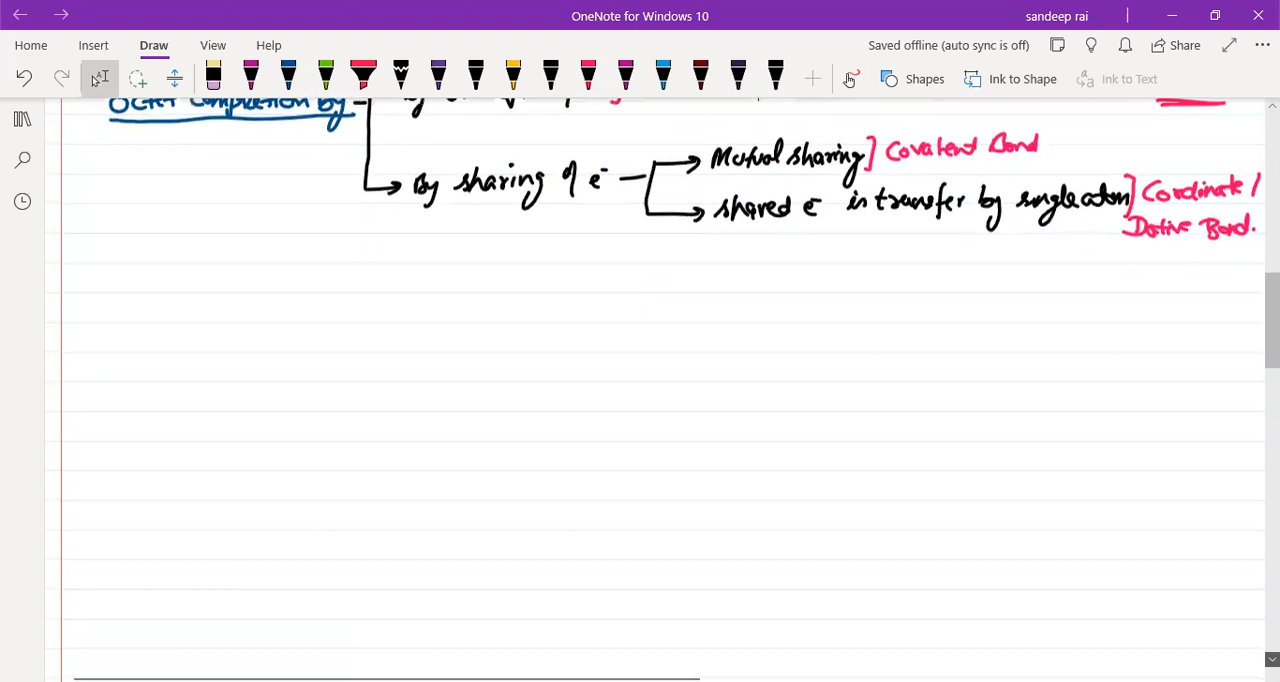 OneNote for Windows 10
sandeep rai
Home Insert Draw View Help
Saved offline (auto sync is off)
Share
Shapes
Ink to Shape
Ink to Text
Octet Completion by
Mutual sharing] Covalent Bond
By sharing of e-
shared e- in transfer by single atom] Coordinate /
Dative Bond.